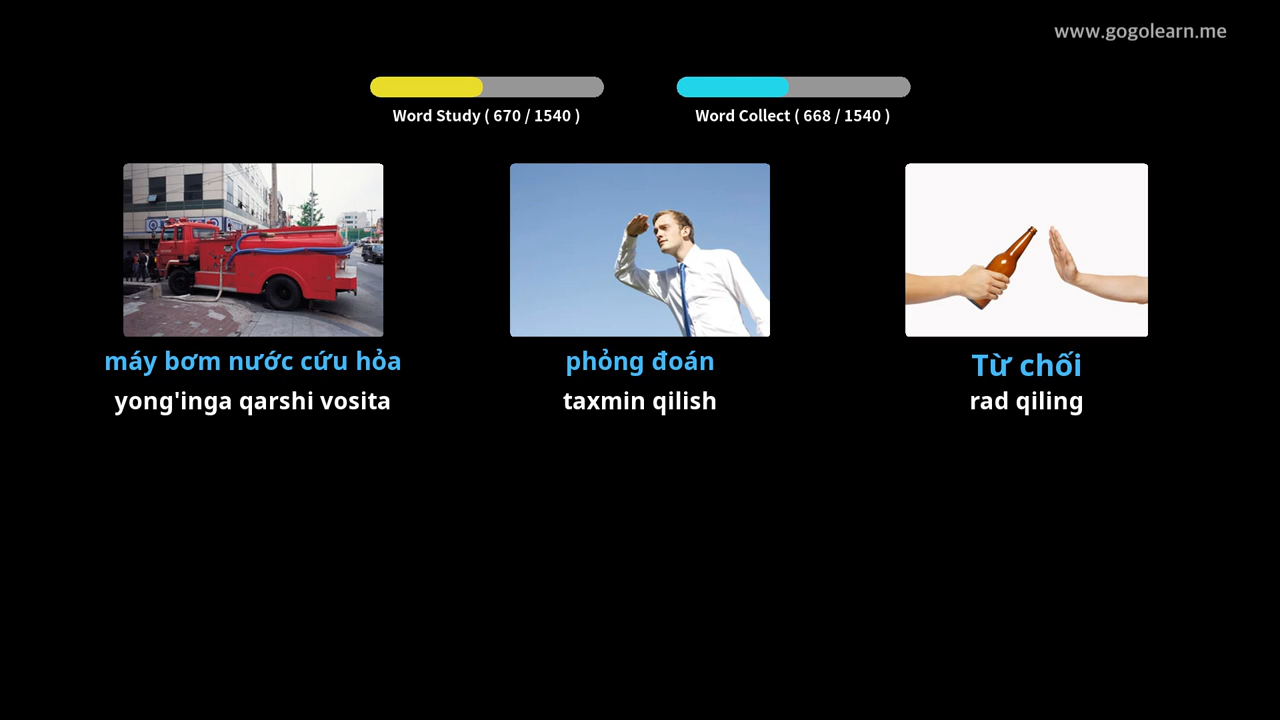 www.gogolearn.me
Word Study ( 670 / 1540 )
Word Collect ( 668 / 1540 )
máy bơm nước cứu hỏa
phỏng đoán
Từ chối
yong'inga qarshi vosita
taxmin qilish
rad qiling